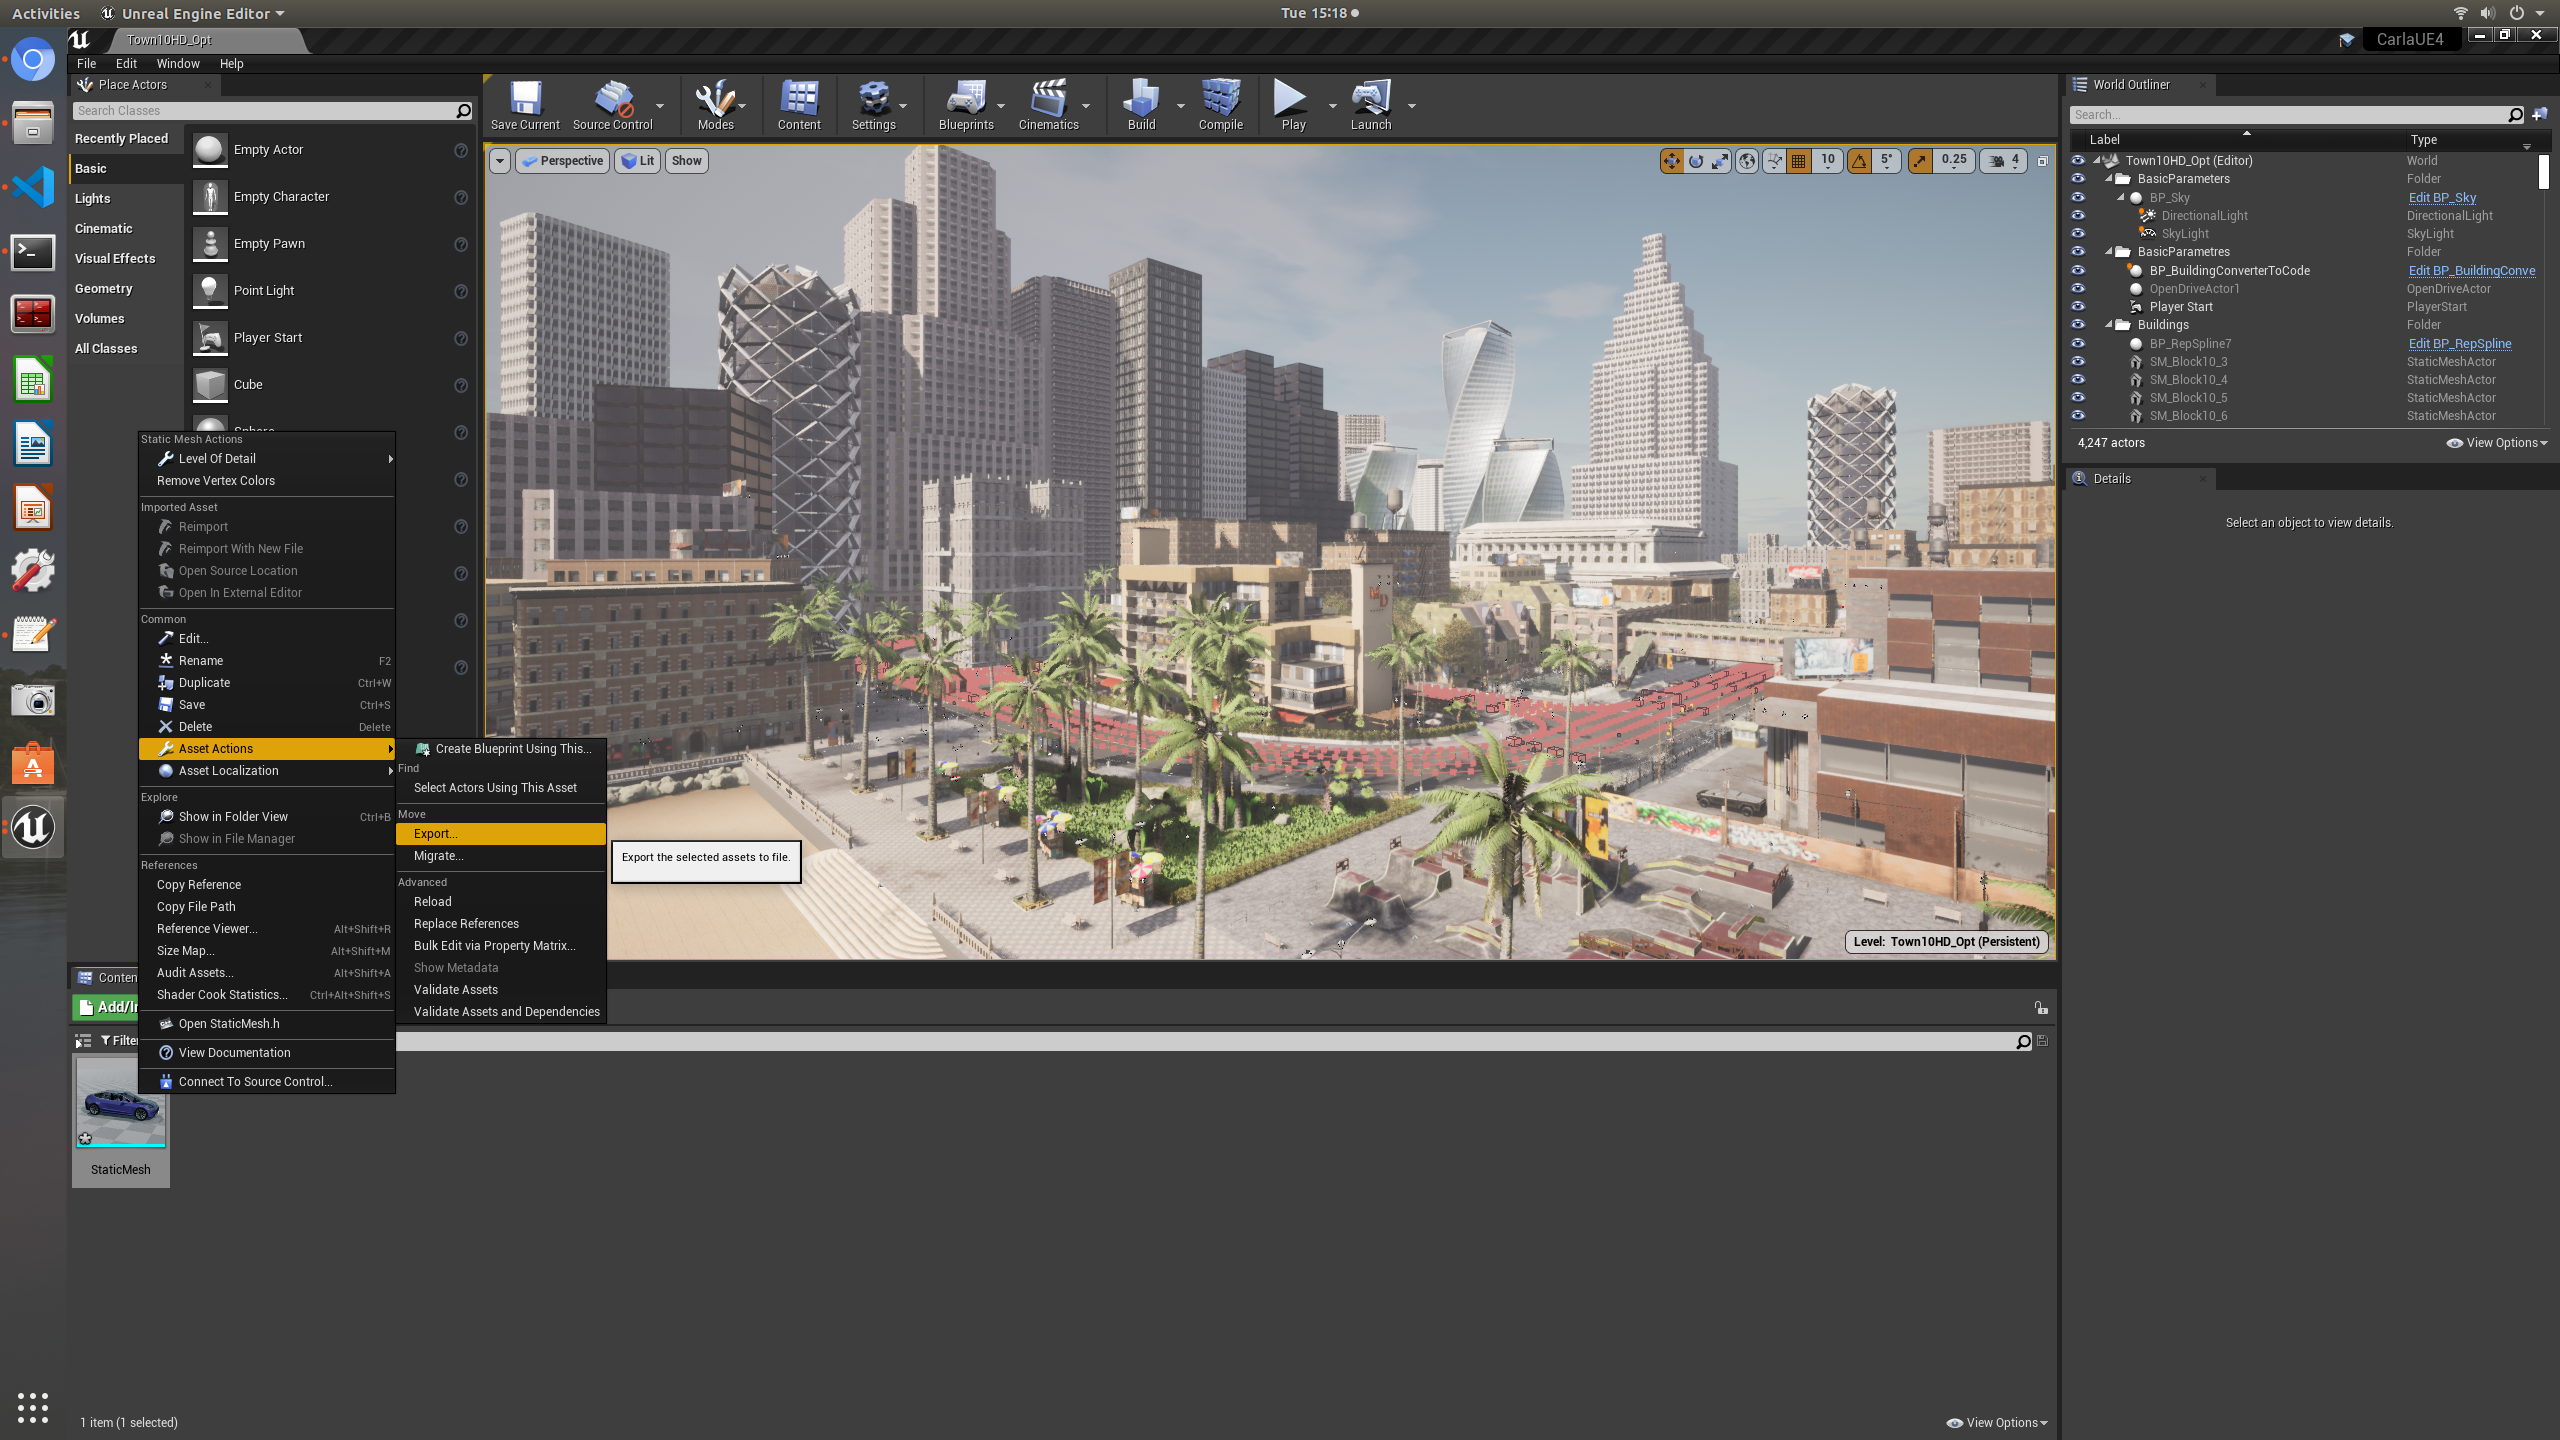 Activities
Unreal Engine Editor
Tue 15:18
Town10HD_Opt
CarlaUE4
File Edit Window Help
Place Actors
Search Classes
Recently Placed
Basic
Lights
Cinematic
Visual Effects
Geometry
Volumes
All Classes
Empty Actor
Empty Character
Empty Pawn
Point Light
Player Start
Cube
Sphere
Save Current
Source Control
Modes
Content
Settings
Blueprints
Cinematics
Build
Compile
Play
Launch
Perspective
Lit
Show
10
5°
0.25
4
Static Mesh Actions
Level Of Detail
Remove Vertex Colors
Imported Asset
Reimport
Reimport With New File
Open Source Location
Open In External Editor
Common
Edit...
Rename F2
Duplicate Ctrl+W
Save Ctrl+S
Delete Delete
Asset Actions
Asset Localization
Explore
Show in Folder View Ctrl+B
Show in File Manager
References
Copy Reference
Copy File Path
Reference Viewer... Alt+Shift+R
Size Map... Alt+Shift+M
Audit Assets... Alt+Shift+A
Shader Cook Statistics... Ctrl+Alt+Shift+S
Open StaticMesh.h
View Documentation
Connect To Source Control...
Create Blueprint Using This...
Find
Select Actors Using This Asset
Move
Export...
Migrate...
Advanced
Reload
Replace References
Bulk Edit via Property Matrix...
Show Metadata
Validate Assets
Validate Assets and Dependencies
Export the selected assets to file.
Level: Town10HD_Opt (Persistent)
Conten
Add/I
Filte
StaticMesh
1 item (1 selected)
View Options
World Outliner
Search...
Label Type
Town10HD_Opt (Editor) World
BasicParameters Folder
BP_Sky Edit BP_Sky
DirectionalLight DirectionalLight
SkyLight SkyLight
BasicParametres Folder
BP_BuildingConverterToCode Edit BP_BuildingConve
OpenDriveActor1 OpenDriveActor
Player Start PlayerStart
Buildings Folder
BP_RepSpline7 Edit BP_RepSpline
SM_Block10_3 StaticMeshActor
SM_Block10_4 StaticMeshActor
SM_Block10_5 StaticMeshActor
SM_Block10_6 StaticMeshActor
4,247 actors
View Options
Details
Select an object to view details.